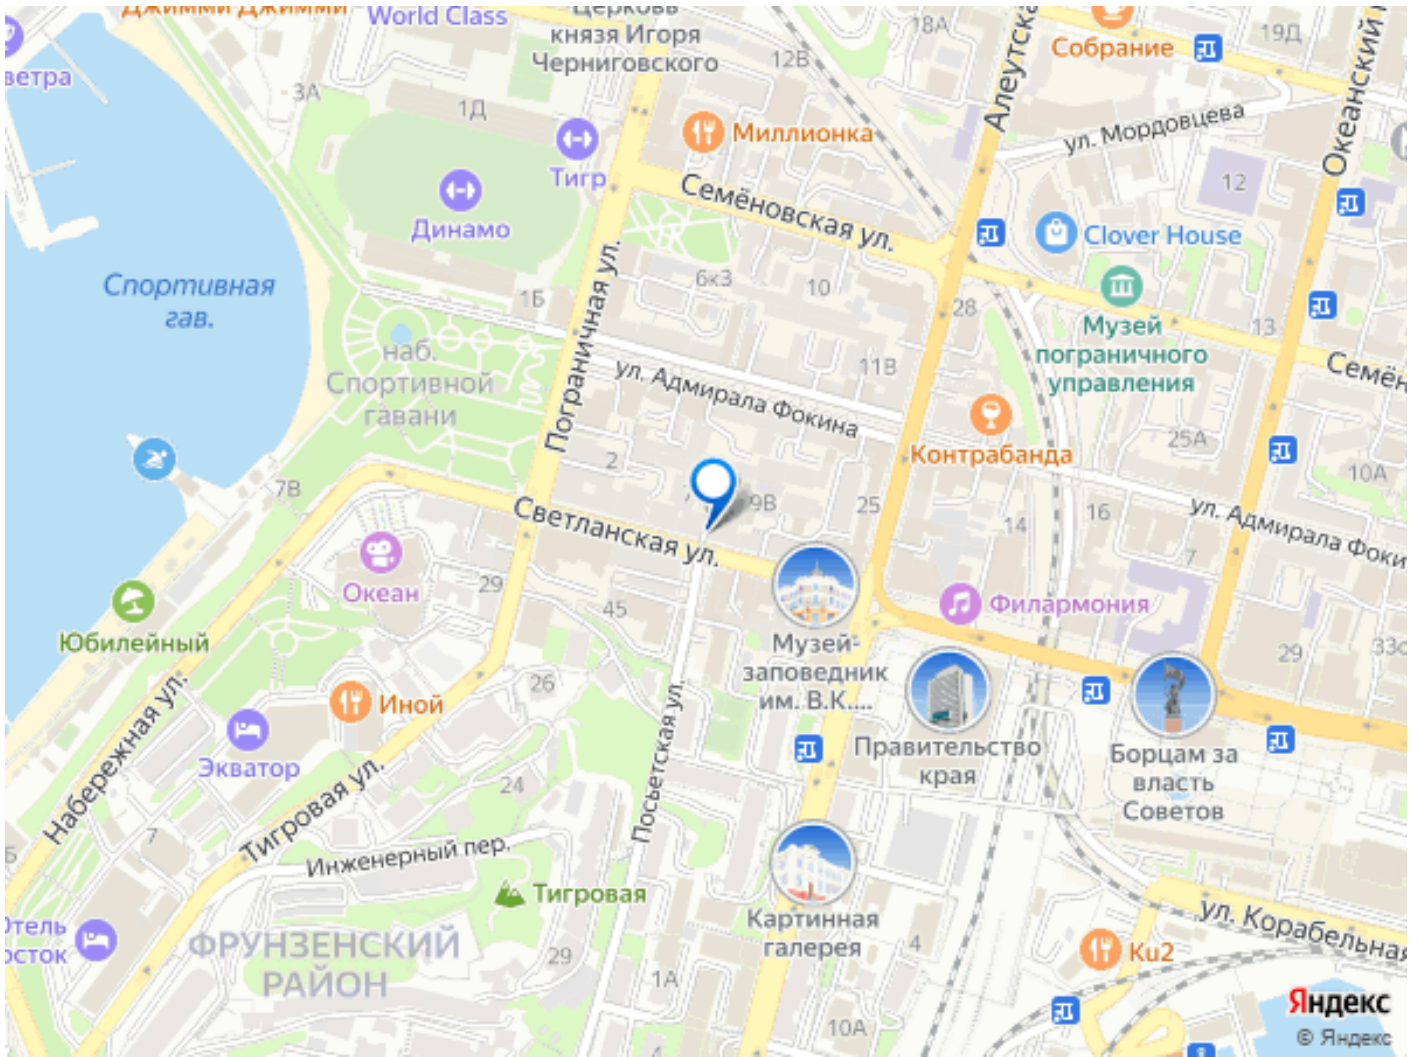 Джимми Джимми
World Class
Церковь
князя Игоря
Черниговского
18А
Алеутска
Собрание
19Д
Океанский
ветра
3А
1Д
12В
Миллионка
ул. Мордовцева
Тигр
12
Динамо
Семёновская ул.
Clover House
Спортивная
гав.
1Б
6к3
10
28
Музей
пограничного
управления
13
Семён
наб.
Спортивной
гавани
Пограничная ул.
ул. Адмирала Фокина
11В
Контрабанда
25А
10А
2
7В
9В
25
14
16
ул. Адмирала Фоки
7
Светланская ул.
Океан
29
45
Филармония
Юбилейный
Музей-
заповедник
им. В.К....
29
33с
26
Иной
Правительство
края
Борцам за
власть
Советов
Экватор
Набережная ул.
Тигровая ул.
24
Посьетская ул.
7
Инженерный пер.
Тигровая
Картинная
галерея
ул. Корабельная
Отель
осток
ФРУНЗЕНСКИЙ
РАЙОН
29
1А
4
Ku2
10А
Яндекс
© Яндекс